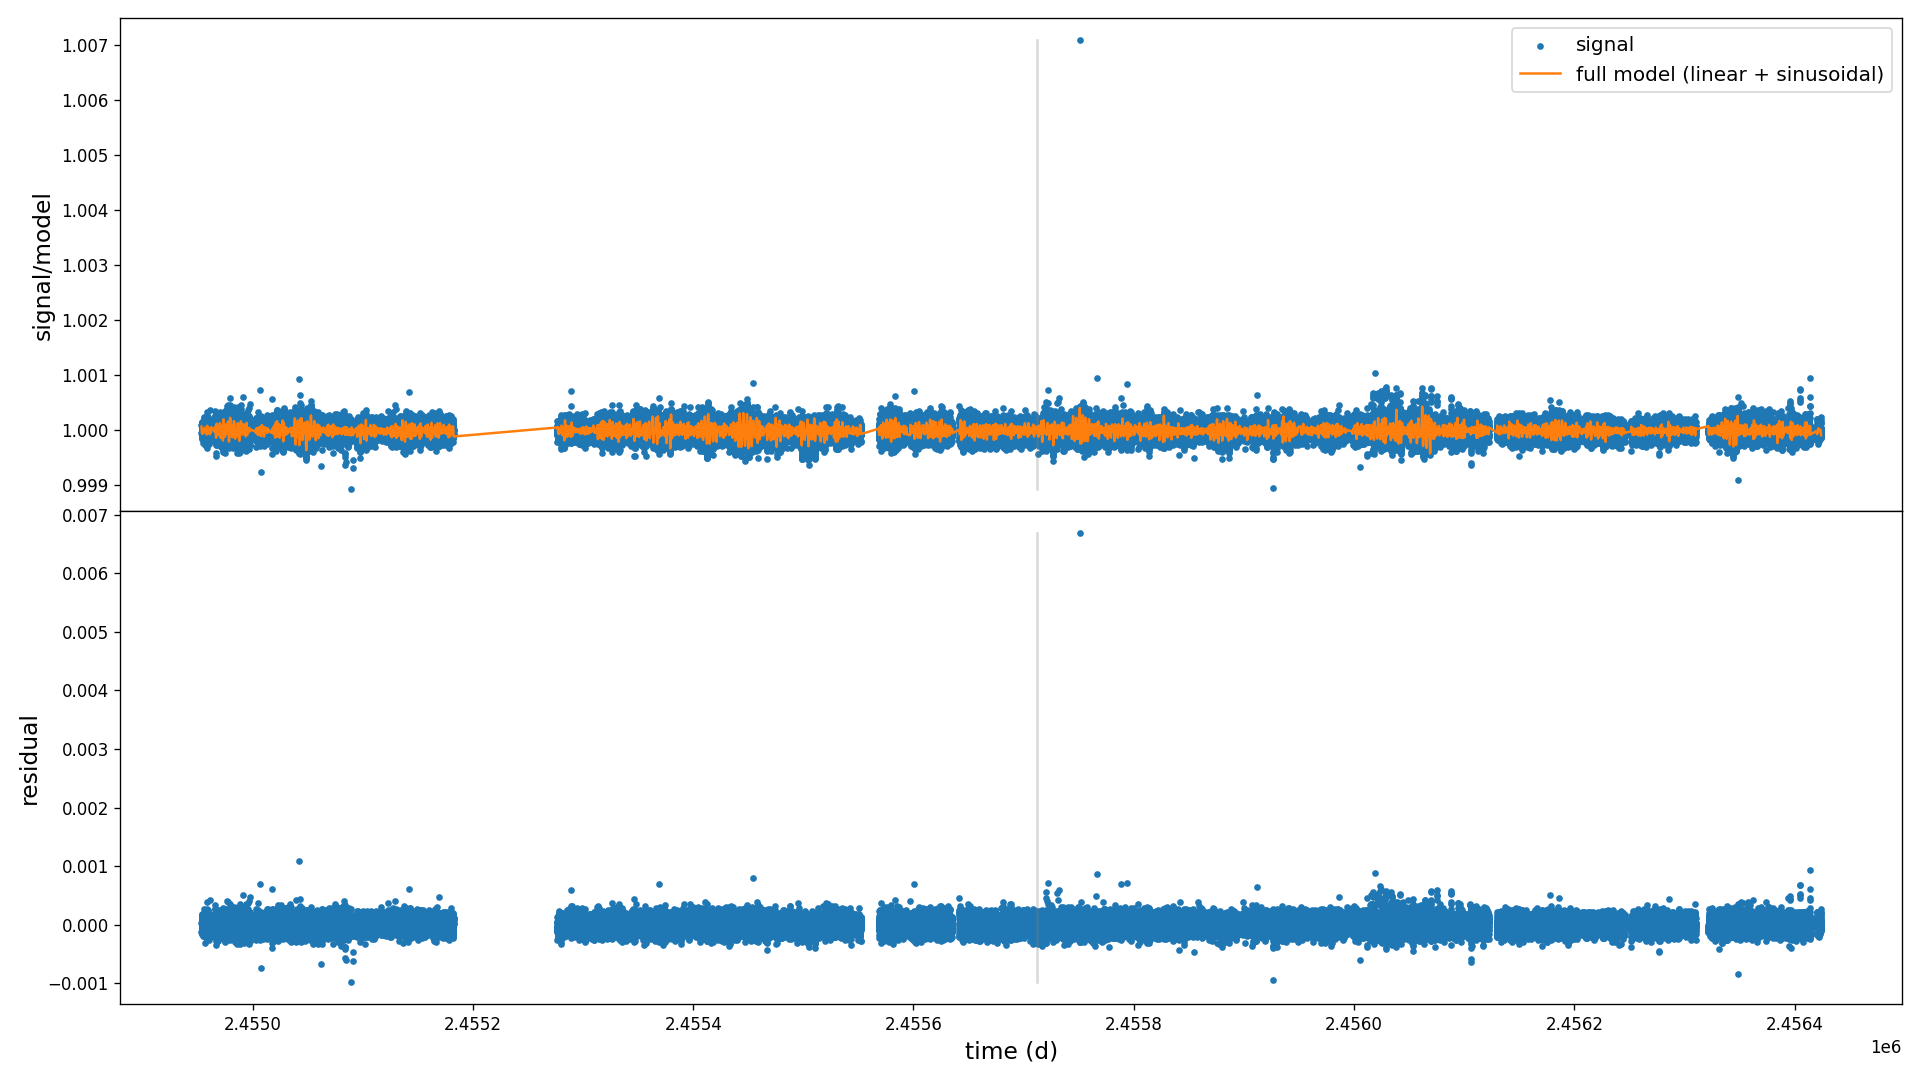 signal
full model (linear + sinusoidal)
1.007
1.006
1.005
1.004
1.003
1.002
1.001
1.000
0.999
signal/model
0.007
0.006
0.005
0.004
0.003
0.002
0.001
0.000
−0.001
residual
2.4550 2.4552 2.4554 2.4556 2.4558 2.4560 2.4562 2.4564
1e6
time (d)